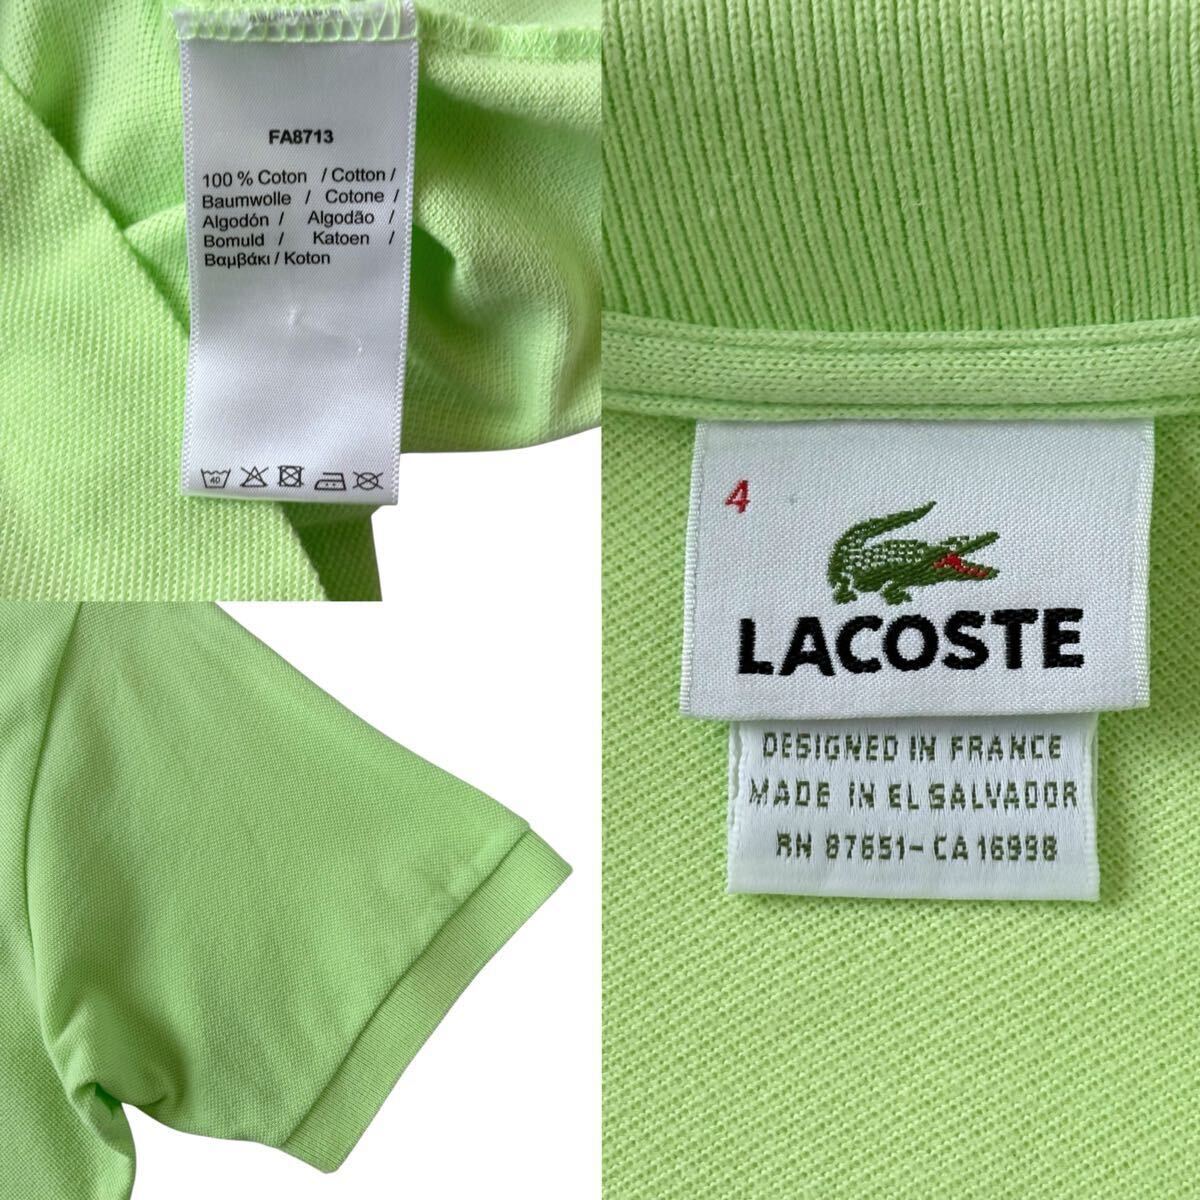 FA8713
100 % Coton / Cotton /
Baumwolle / Cotone /
Algodón / Algodão /
Bomuld / Katoen /
Βαμβάκι / Koton
40
4
LACOSTE
DESIGNED IN FRANCE
MADE IN EL SALVADOR
RN 87651-CA 16998